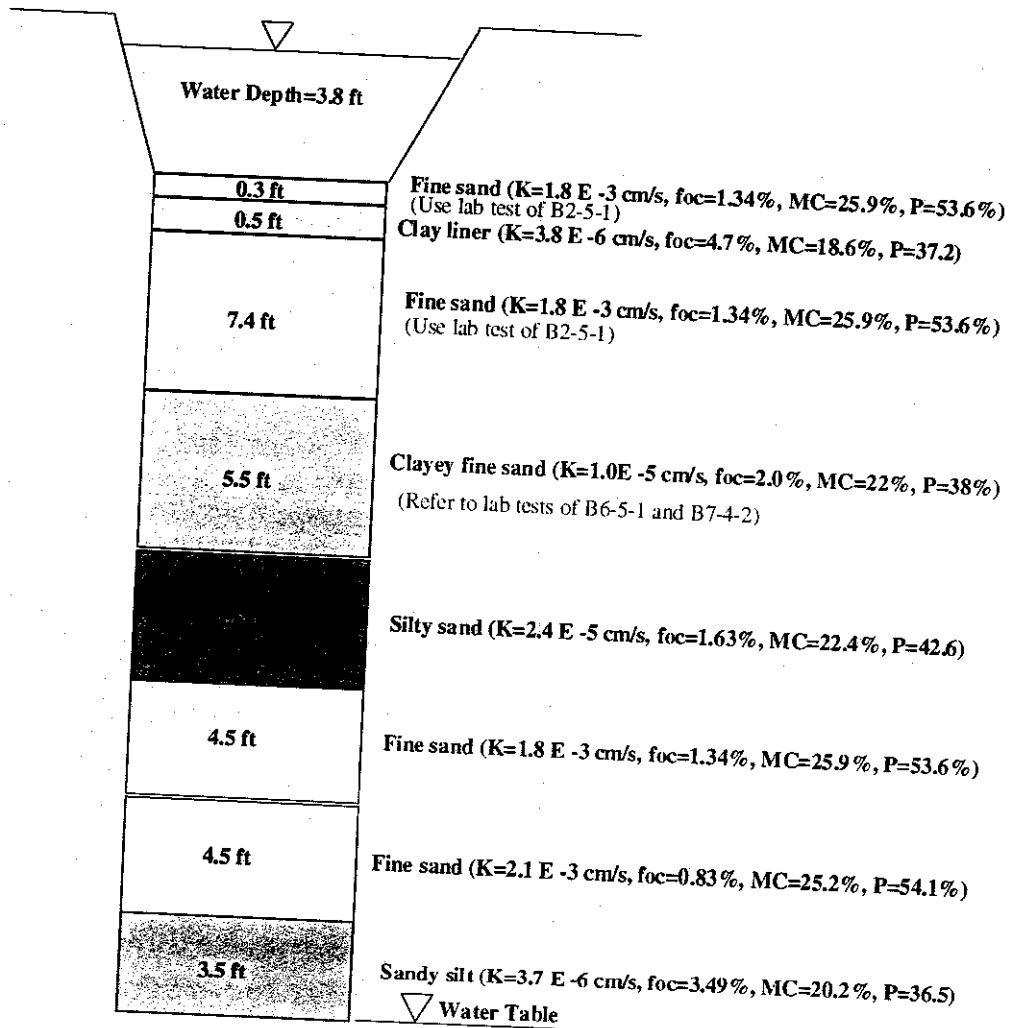 Water Depth=3.8 ft
0.3 ft
Fine sand (K=1.8 E -3 cm/s, foc=1.34%, MC=25.9%, P=53.6%)
(Use lab test of B2-5-1)
0.5 ft
Clay liner (K=3.8 E -6 cm/s, foc=4.7%, MC=18.6%, P=37.2)
7.4 ft
Fine sand (K=1.8 E -3 cm/s, foc=1.34%, MC=25.9%, P=53.6%)
(Use lab test of B2-5-1)
5.5 ft
Clayey fine sand (K=1.0E -5 cm/s, foc=2.0%, MC=22%, P=38%)
(Refer to lab tests of B6-5-1 and B7-4-2)
Silty sand (K=2.4 E -5 cm/s, foc=1.63%, MC=22.4%, P=42.6)
4.5 ft
Fine sand (K=1.8 E -3 cm/s, foc=1.34%, MC=25.9%, P=53.6%)
4.5 ft
Fine sand (K=2.1 E -3 cm/s, foc=0.83%, MC=25.2%, P=54.1%)
3.5 ft
Sandy silt (K=3.7 E -6 cm/s, foc=3.49%, MC=20.2%, P=36.5)
Water Table